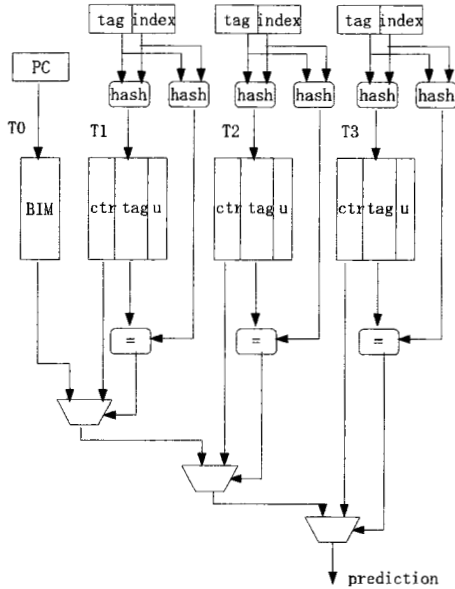 tag index tag index tag index
PC
hash hash hash hash hash hash
T0 T1 T2 T3
BIM ctr tag u ctr tag u ctr tag u
= = =
prediction